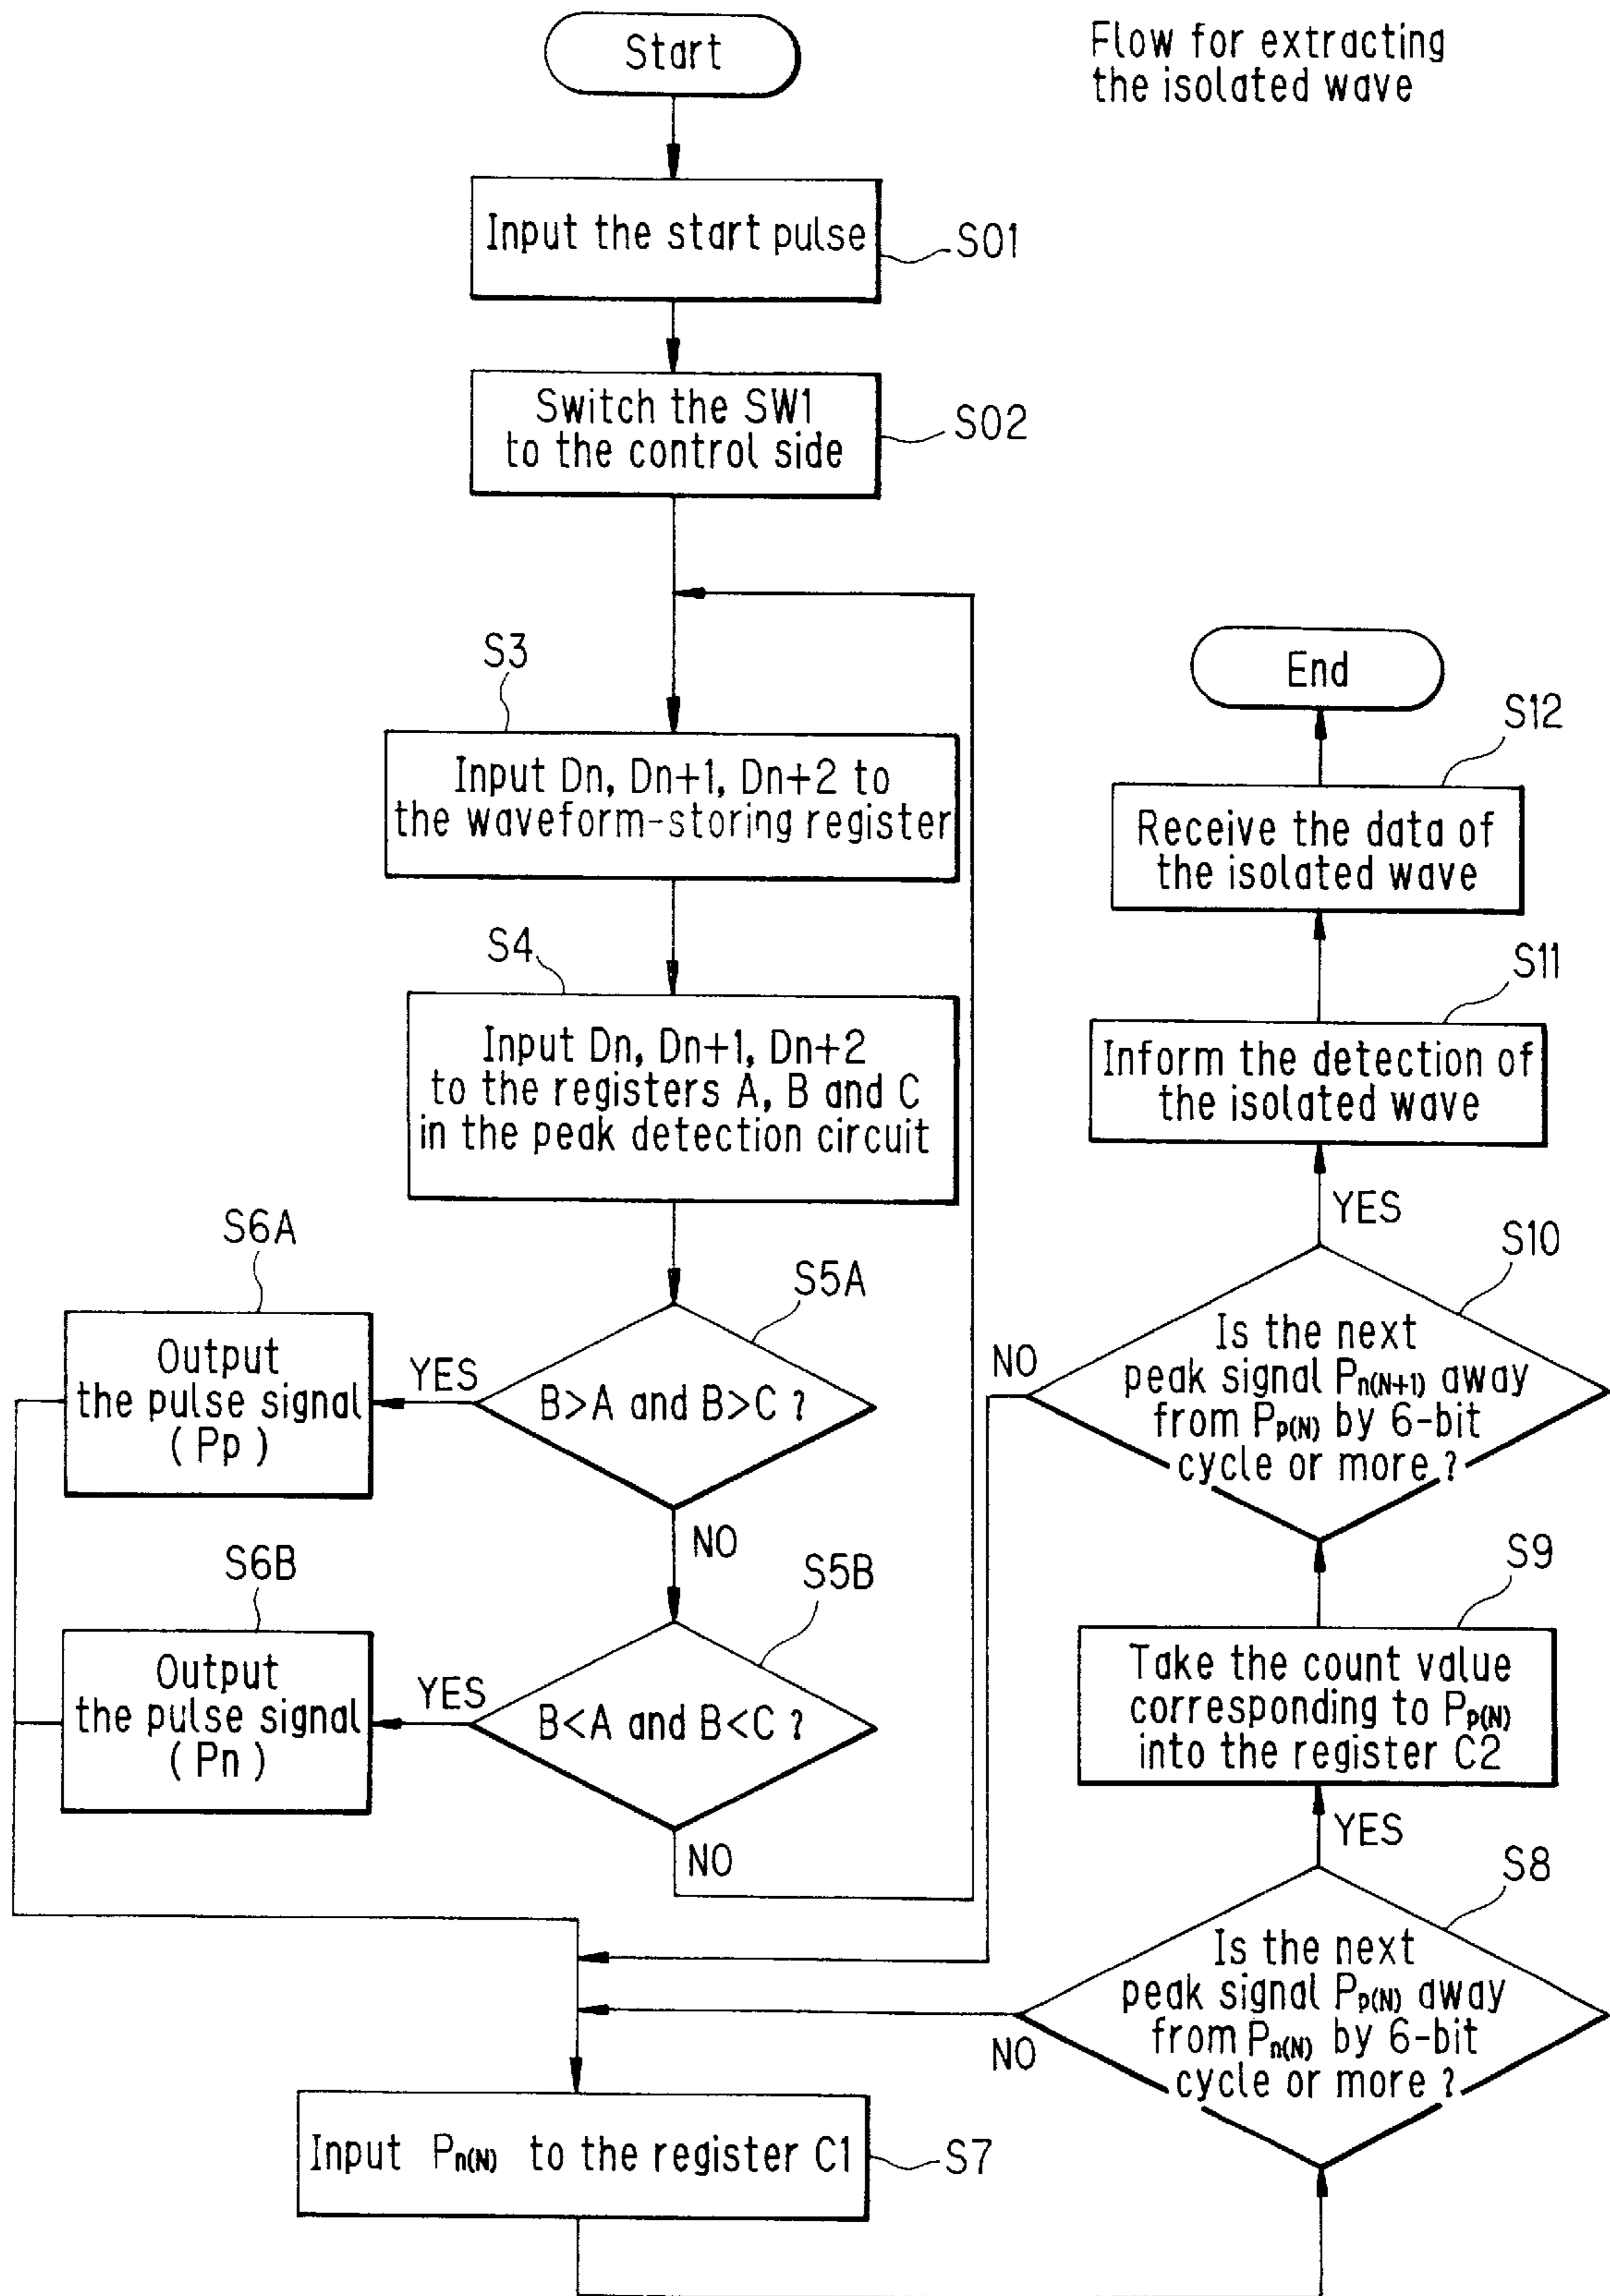 Flow for extracting
the isolated wave
Start
Input the start pulse
S01
Switch the SW1
to the control side
S02
S3
Input Dn, Dn+1, Dn+2 to
the waveform-storing register
S4
Input Dn, Dn+1, Dn+2
to the registers A, B and C
in the peak detection circuit
S5A
B>A and B>C ?
YES
NO
S6A
Output
the pulse signal
( Pp )
S5B
B<A and B<C ?
YES
NO
S6B
Output
the pulse signal
( Pn )
Input Pn(N) to the register C1
S7
S8
Is the next
peak signal Pp(N) away
from Pn(N) by 6-bit
cycle or more ?
NO
YES
S9
Take the count value
corresponding to Pp(N)
into the register C2
S10
Is the next
peak signal Pn(N+1) away
from Pp(N) by 6-bit
cycle or more ?
NO
YES
S11
Inform the detection of
the isolated wave
S12
Receive the data of
the isolated wave
End